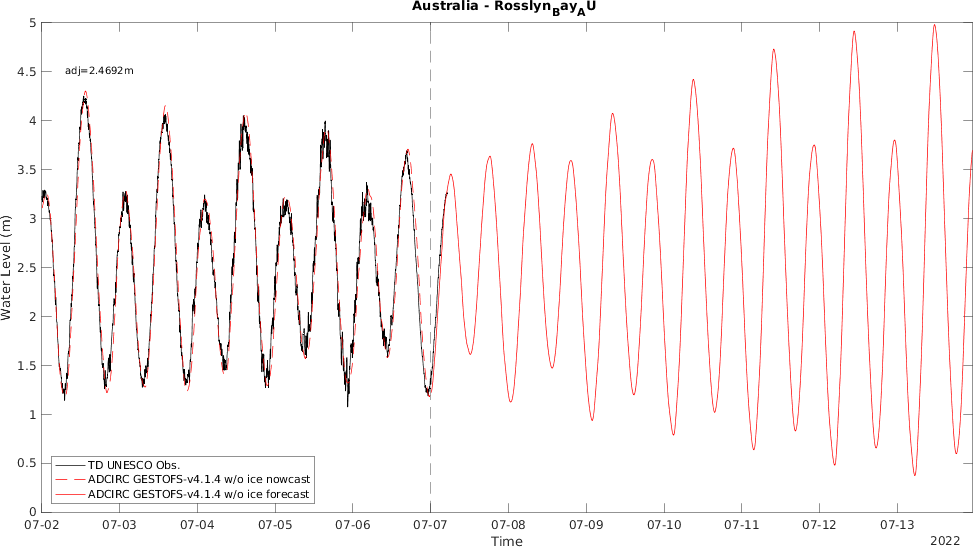 Australia - Rosslyn_Bay_AU
adj=2.4692m
5
4.5
4
3.5
3
2.5
2
1.5
1
0.5
0
Water Level (m)
TD UNESCO Obs.
ADCIRC GESTOFS-v4.1.4 w/o ice nowcast
ADCIRC GESTOFS-v4.1.4 w/o ice forecast
07-02 07-03 07-04 07-05 07-06 07-07 07-08 07-09 07-10 07-11 07-12 07-13
Time
2022